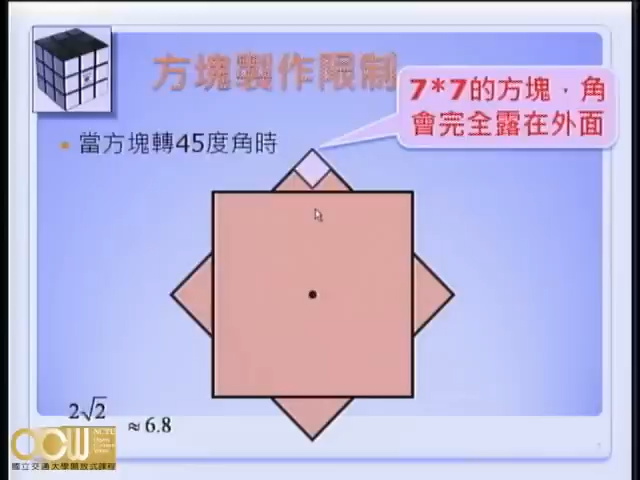 方塊製作限制
7*7的方塊，角
會完全露在外面
當方塊轉45度角時
2√2
≈6.8
OCW
NCTU
國立交通大學開放式課程